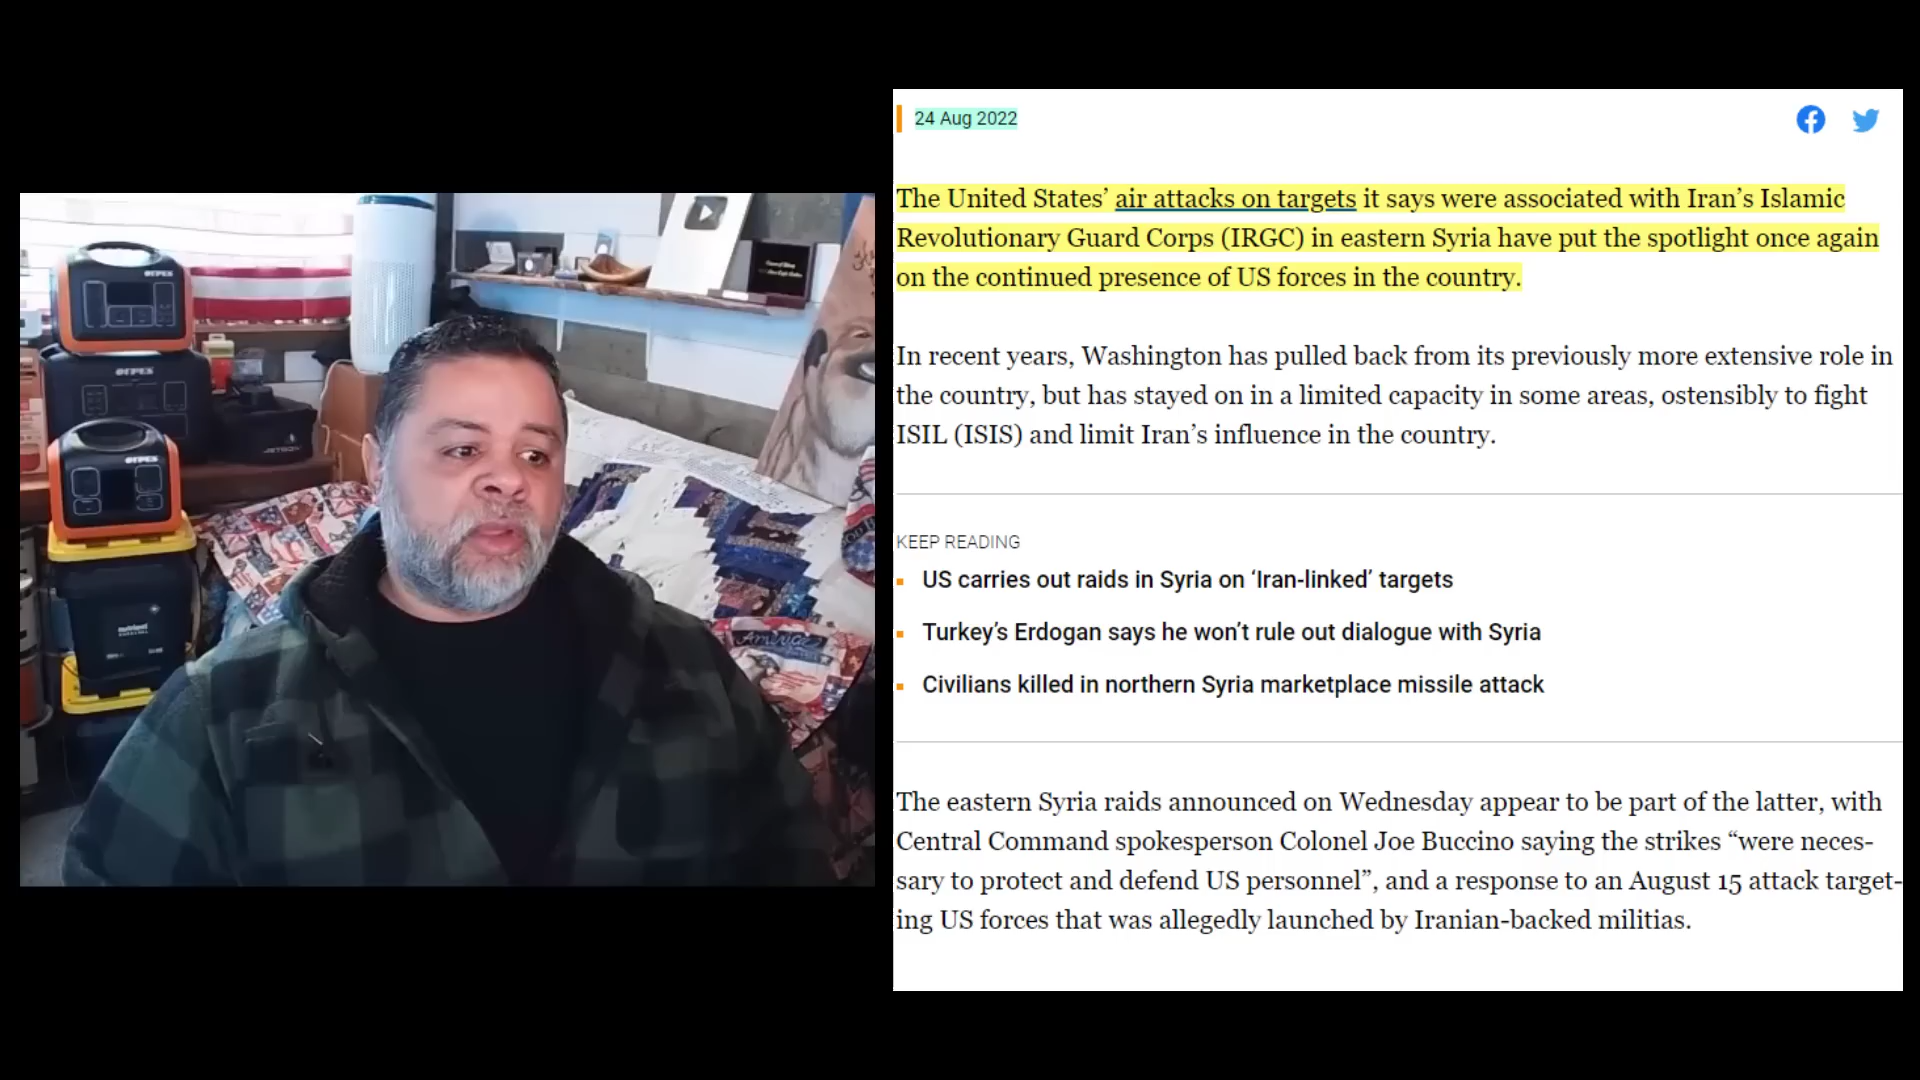 24 Aug 2022
The United States’ air attacks on targets it says were associated with Iran’s Islamic
Revolutionary Guard Corps (IRGC) in eastern Syria have put the spotlight once again
on the continued presence of US forces in the country.
In recent years, Washington has pulled back from its previously more extensive role in
the country, but has stayed on in a limited capacity in some areas, ostensibly to fight
ISIL (ISIS) and limit Iran’s influence in the country.
KEEP READING
US carries out raids in Syria on ‘Iran-linked’ targets
Turkey’s Erdogan says he won’t rule out dialogue with Syria
Civilians killed in northern Syria marketplace missile attack
The eastern Syria raids announced on Wednesday appear to be part of the latter, with
Central Command spokesperson Colonel Joe Buccino saying the strikes “were neces-
sary to protect and defend US personnel”, and a response to an August 15 attack target-
ing US forces that was allegedly launched by Iranian-backed militias.
OUPES
OUPES
OUPES
America